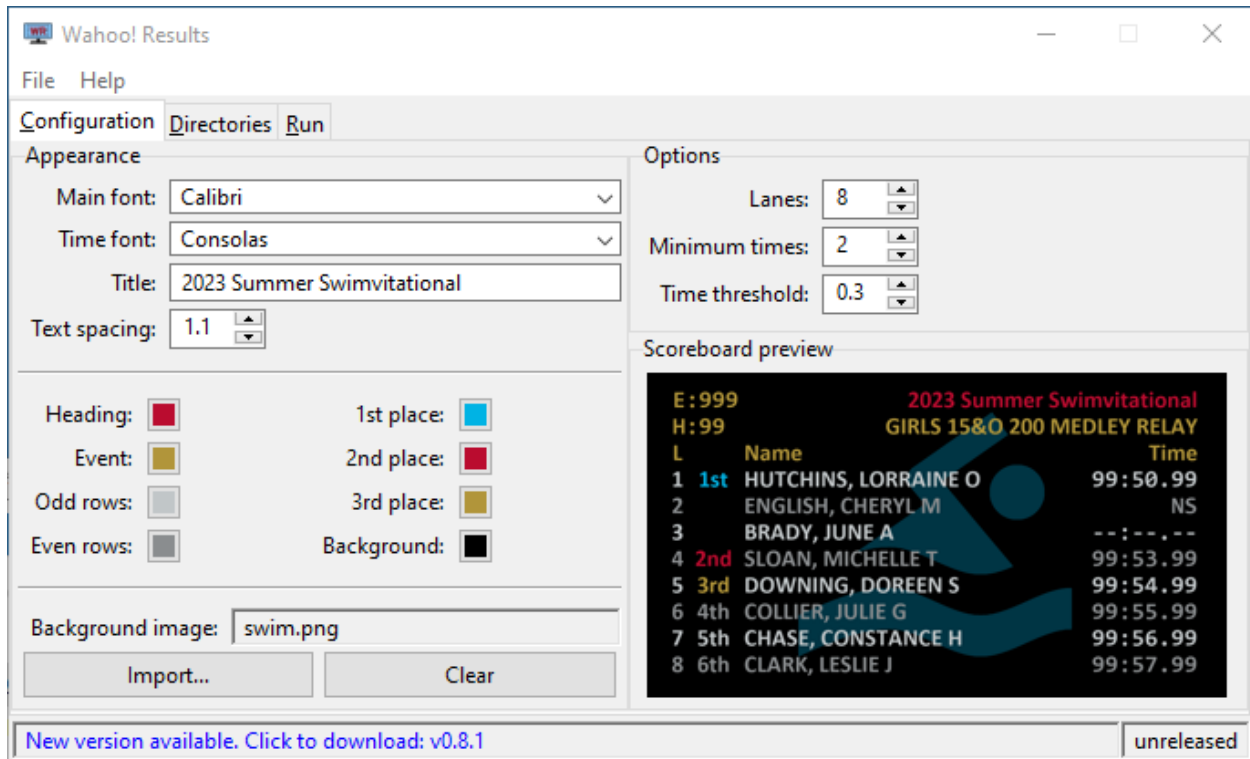 Wahoo! Results
File Help
Configuration Directories Run
Appearance
Main font: Calibri
Time font: Consolas
Title: 2023 Summer Swimvitational
Text spacing: 1.1
Heading: 1st place:
Event: 2nd place:
Odd rows: 3rd place:
Even rows: Background:
Background image: swim.png
Import... Clear
Options
Lanes: 8
Minimum times: 2
Time threshold: 0.3
Scoreboard preview
E:999 2023 Summer Swimvitational
H:99 GIRLS 15&O 200 MEDLEY RELAY
L Name Time
1 1st HUTCHINS, LORRAINE O 99:50.99
2 ENGLISH, CHERYL M NS
3 BRADY, JUNE A --:--.--
4 2nd SLOAN, MICHELLE T 99:53.99
5 3rd DOWNING, DOREEN S 99:54.99
6 4th COLLIER, JULIE G 99:55.99
7 5th CHASE, CONSTANCE H 99:56.99
8 6th CLARK, LESLIE J 99:57.99
New version available. Click to download: v0.8.1 unreleased